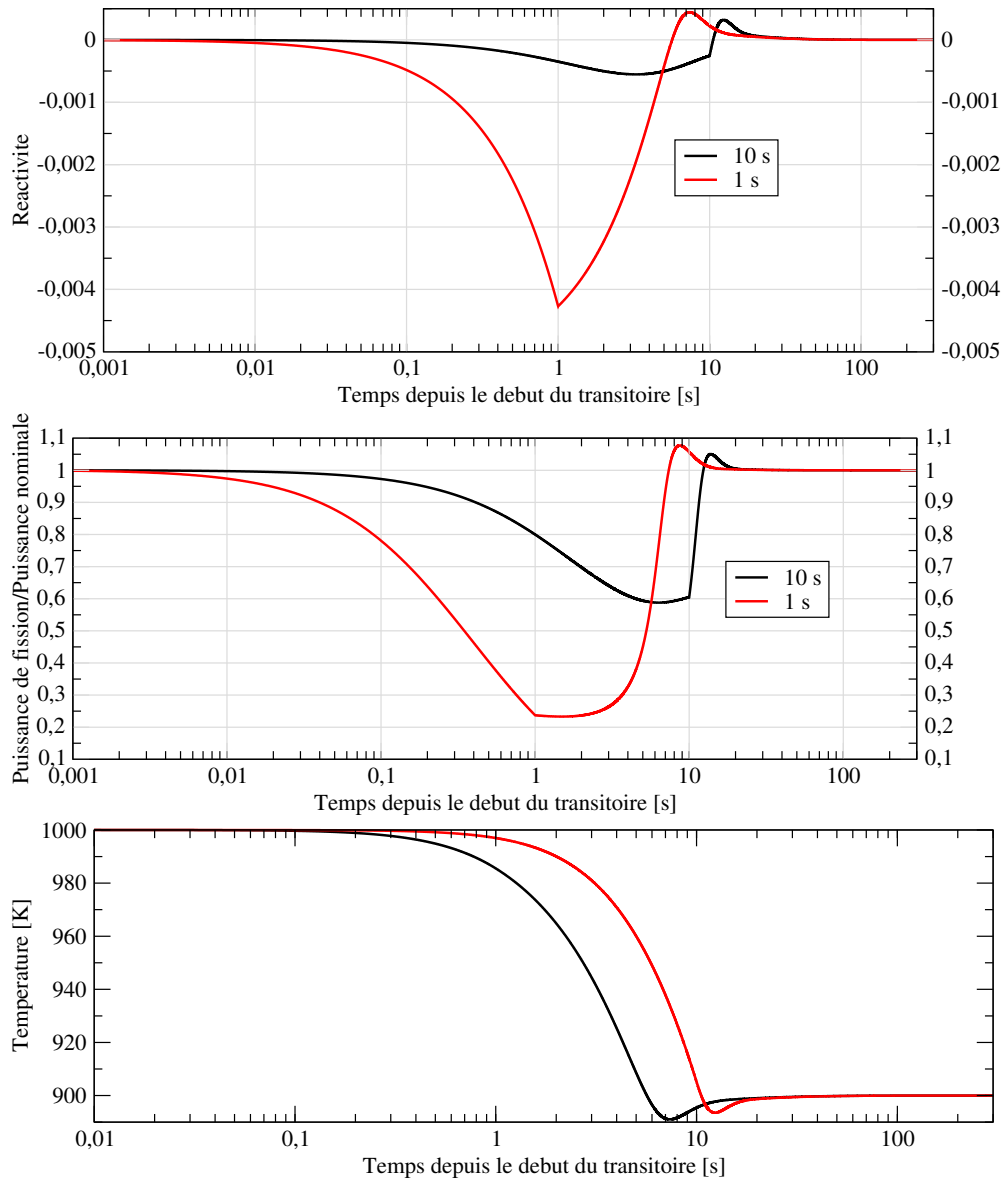 0 0
-0,001 -0,001
-0,002 -0,002
-0,003 -0,003
-0,004 -0,004
-0,005 -0,005
Reactivite
10 s
1 s
0,001 0,01 0,1 1 10 100
Temps depuis le debut du transitoire [s]
1,1 1,1
1 1
0,9 0,9
0,8 0,8
0,7 0,7
0,6 0,6
0,5 0,5
0,4 0,4
0,3 0,3
0,2 0,2
0,1 0,1
Puissance de fission/Puissance nominale
10 s
1 s
0,001 0,01 0,1 1 10 100
Temps depuis le debut du transitoire [s]
1000
980
960
940
920
900
Temperature [K]
0,01 0,1 1 10 100
Temps depuis le debut du transitoire [s]